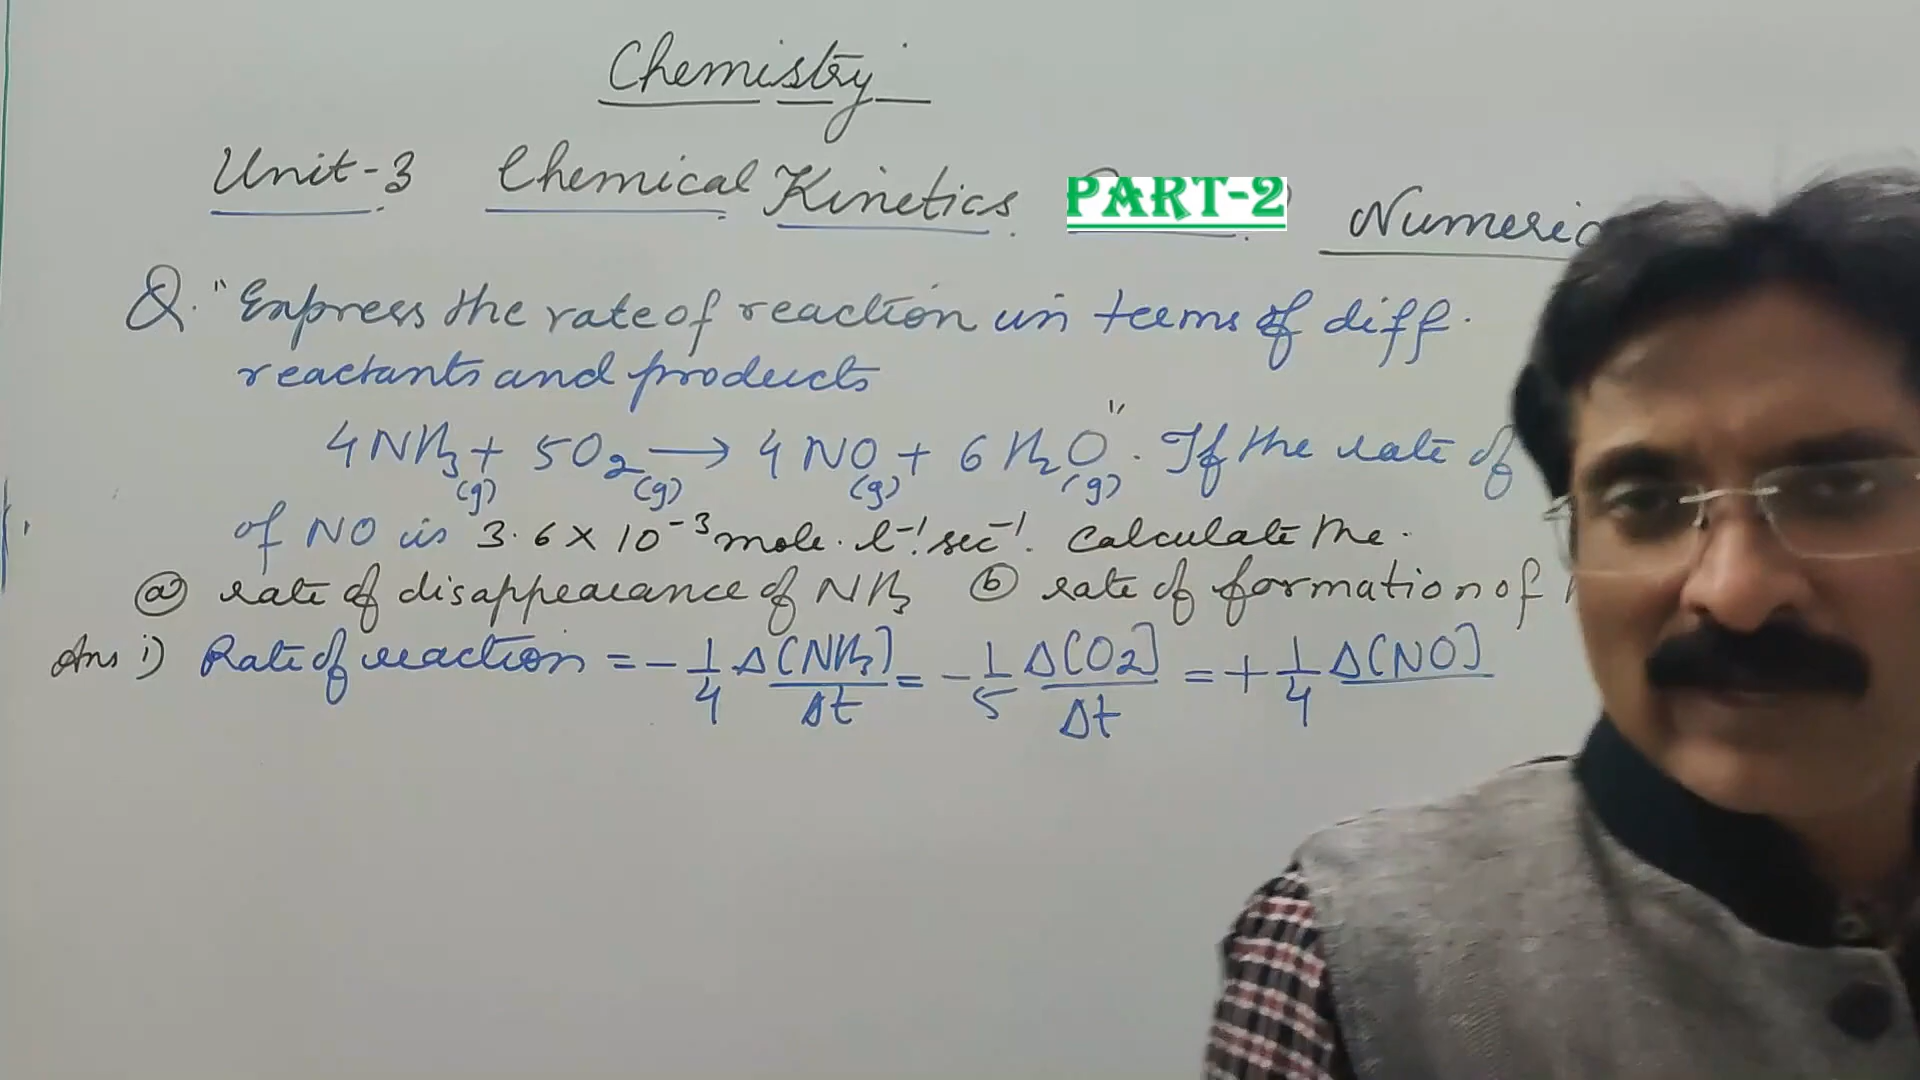 Chemistry
Unit-3 Chemical Kinetics. PART-2 Numeric
Q. "Express the rate of reaction in terms of diff.
reactants and products
4NH₃(g) + 5O₂(g) → 4NO(g) + 6H₂O(g)". If the rate of
of NO is 3.6 × 10⁻³ mole. l⁻¹ sec⁻¹. Calculate the.
ⓐ rate of disappearance of NH₃ ⓑ rate of formation of
Ans i) Rate of reaction = - 1/4 Δ[NH₃]/Δt = - 1/5 Δ[O₂]/Δt = + 1/4 Δ[NO]